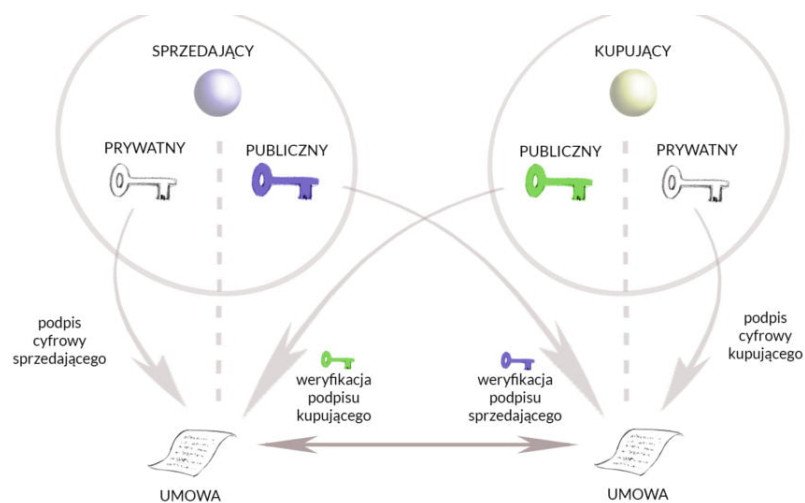 SPRZEDAJĄCY
KUPUJĄCY
PRYWATNY
PUBLICZNY
PUBLICZNY
PRYWATNY
podpis
cyfrowy
sprzedającego
weryfikacja
podpisu
kupującego
weryfikacja
podpisu
sprzedającego
podpis
cyfrowy
kupującego
UMOWA
UMOWA